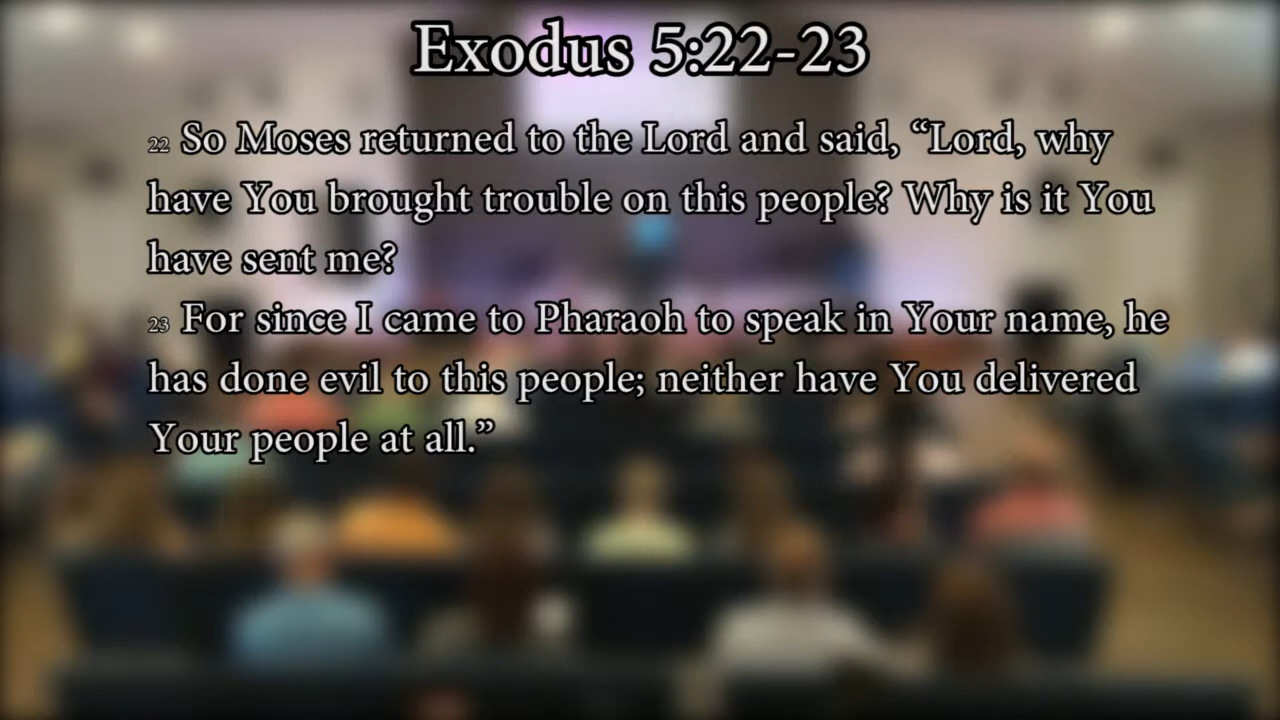 Exodus 5:22-23
22 So Moses returned to the Lord and said, “Lord, why
have You brought trouble on this people? Why is it You
have sent me?
23 For since I came to Pharaoh to speak in Your name, he
has done evil to this people; neither have You delivered
Your people at all.”